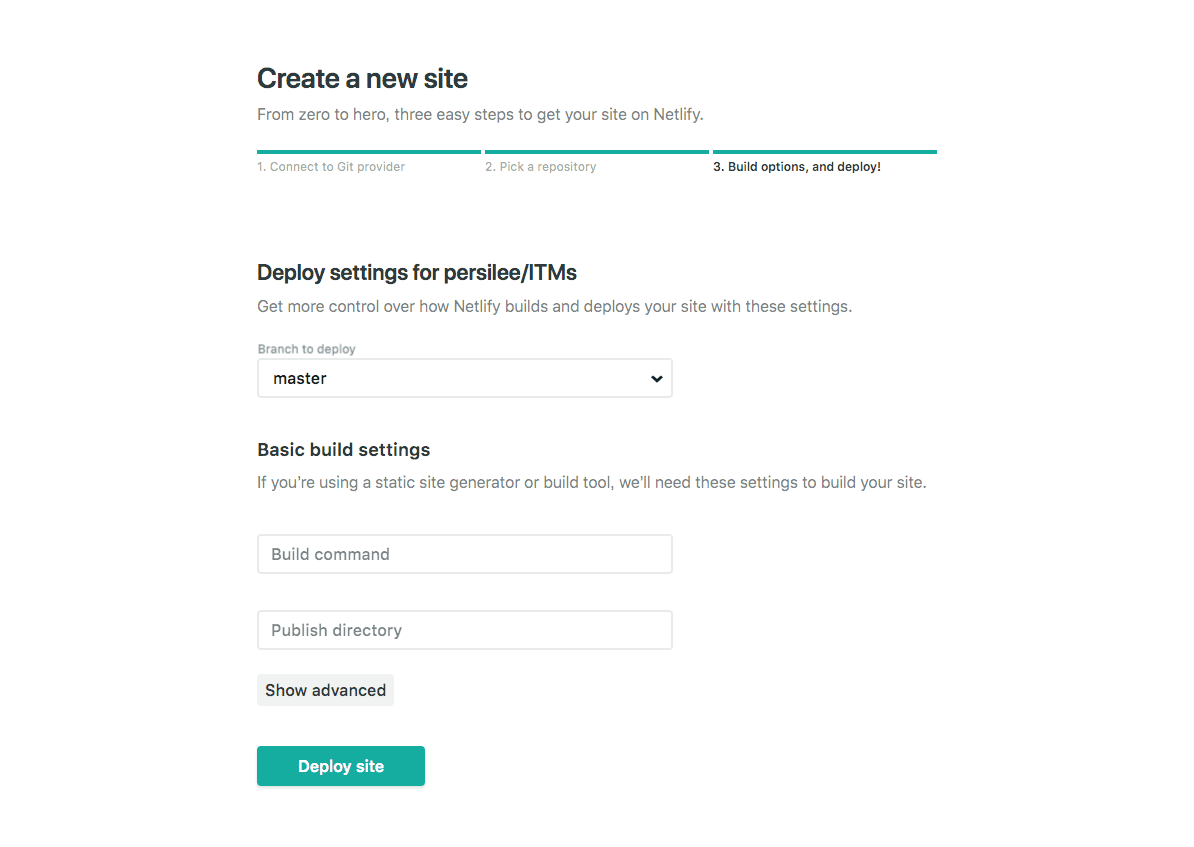 Create a new site
From zero to hero, three easy steps to get your site on Netlify.
1. Connect to Git provider
2. Pick a repository
3. Build options, and deploy!
Deploy settings for persilee/ITMs
Get more control over how Netlify builds and deploys your site with these settings.
Branch to deploy
master
Basic build settings
If you’re using a static site generator or build tool, we’ll need these settings to build your site.
Build command
Publish directory
Show advanced
Deploy site